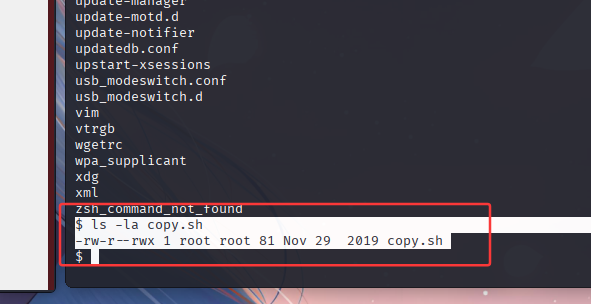 update-manager
update-motd.d
update-notifier
updatedb.conf
upstart-xsessions
usb_modeswitch.conf
usb_modeswitch.d
vim
vtrgb
wgetrc
wpa_supplicant
xdg
xml
zsh_command_not_found
$ ls -la copy.sh
-rw-r--rwx 1 root root 81 Nov 29  2019 copy.sh
$